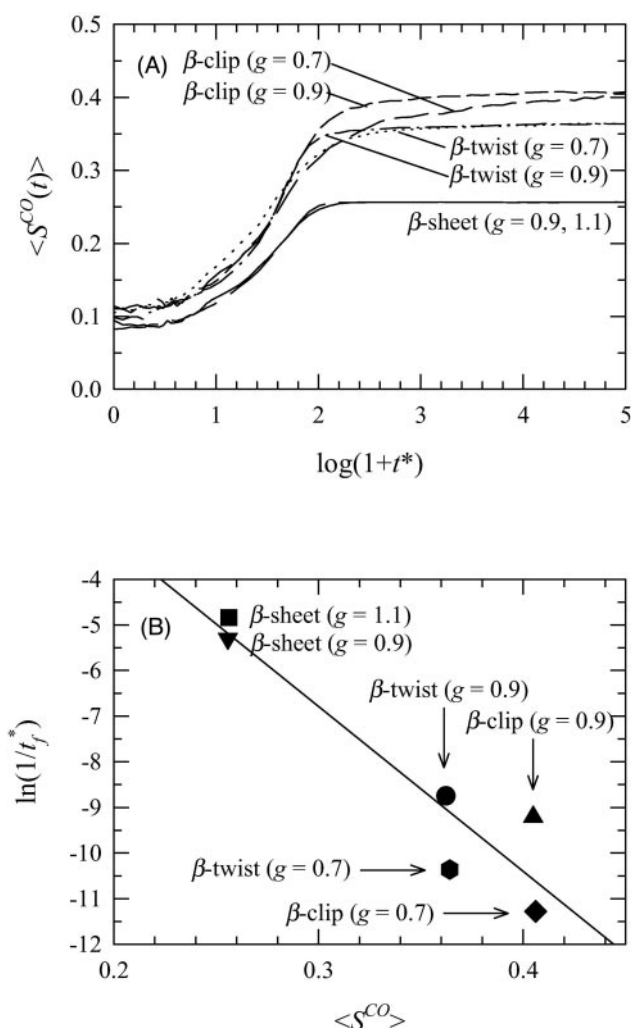 0.5
(A)
β-clip (g = 0.7)
β-clip (g = 0.9)
0.4
0.3
β-twist (g = 0.7)
β-twist (g = 0.9)
<S^CO(t)>
0.2
β-sheet (g = 0.9, 1.1)
0.1
0.0
0 1 2 3 4 5
log(1+t*)
-4
-5
β-sheet (g = 1.1)
(B)
β-sheet (g = 0.9)
-6
β-twist (g = 0.9)
-7
β-clip (g = 0.9)
-8
ln(1/t_f^*)
-9
-10
β-twist (g = 0.7)
-11
β-clip (g = 0.7)
-12
0.2 0.3 0.4
<S^CO>